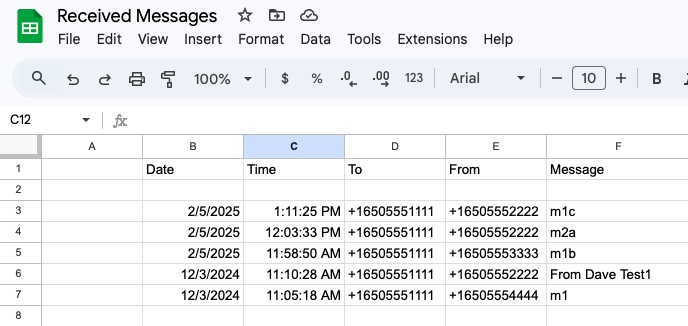 Received Messages
File Edit View Insert Format Data Tools Extensions Help
100% $ % .0 .00 123 Arial − 10 + B
C12 fx
A B C D E F
1 Date Time To From Message
2
3 2/5/2025 1:11:25 PM +16505551111 +16505552222 m1c
4 2/5/2025 12:03:33 PM +16505551111 +16505552222 m2a
5 2/5/2025 11:58:50 AM +16505551111 +16505553333 m1b
6 12/3/2024 11:10:28 AM +16505551111 +16505552222 From Dave Test1
7 12/3/2024 11:05:18 AM +16505551111 +16505554444 m1
8